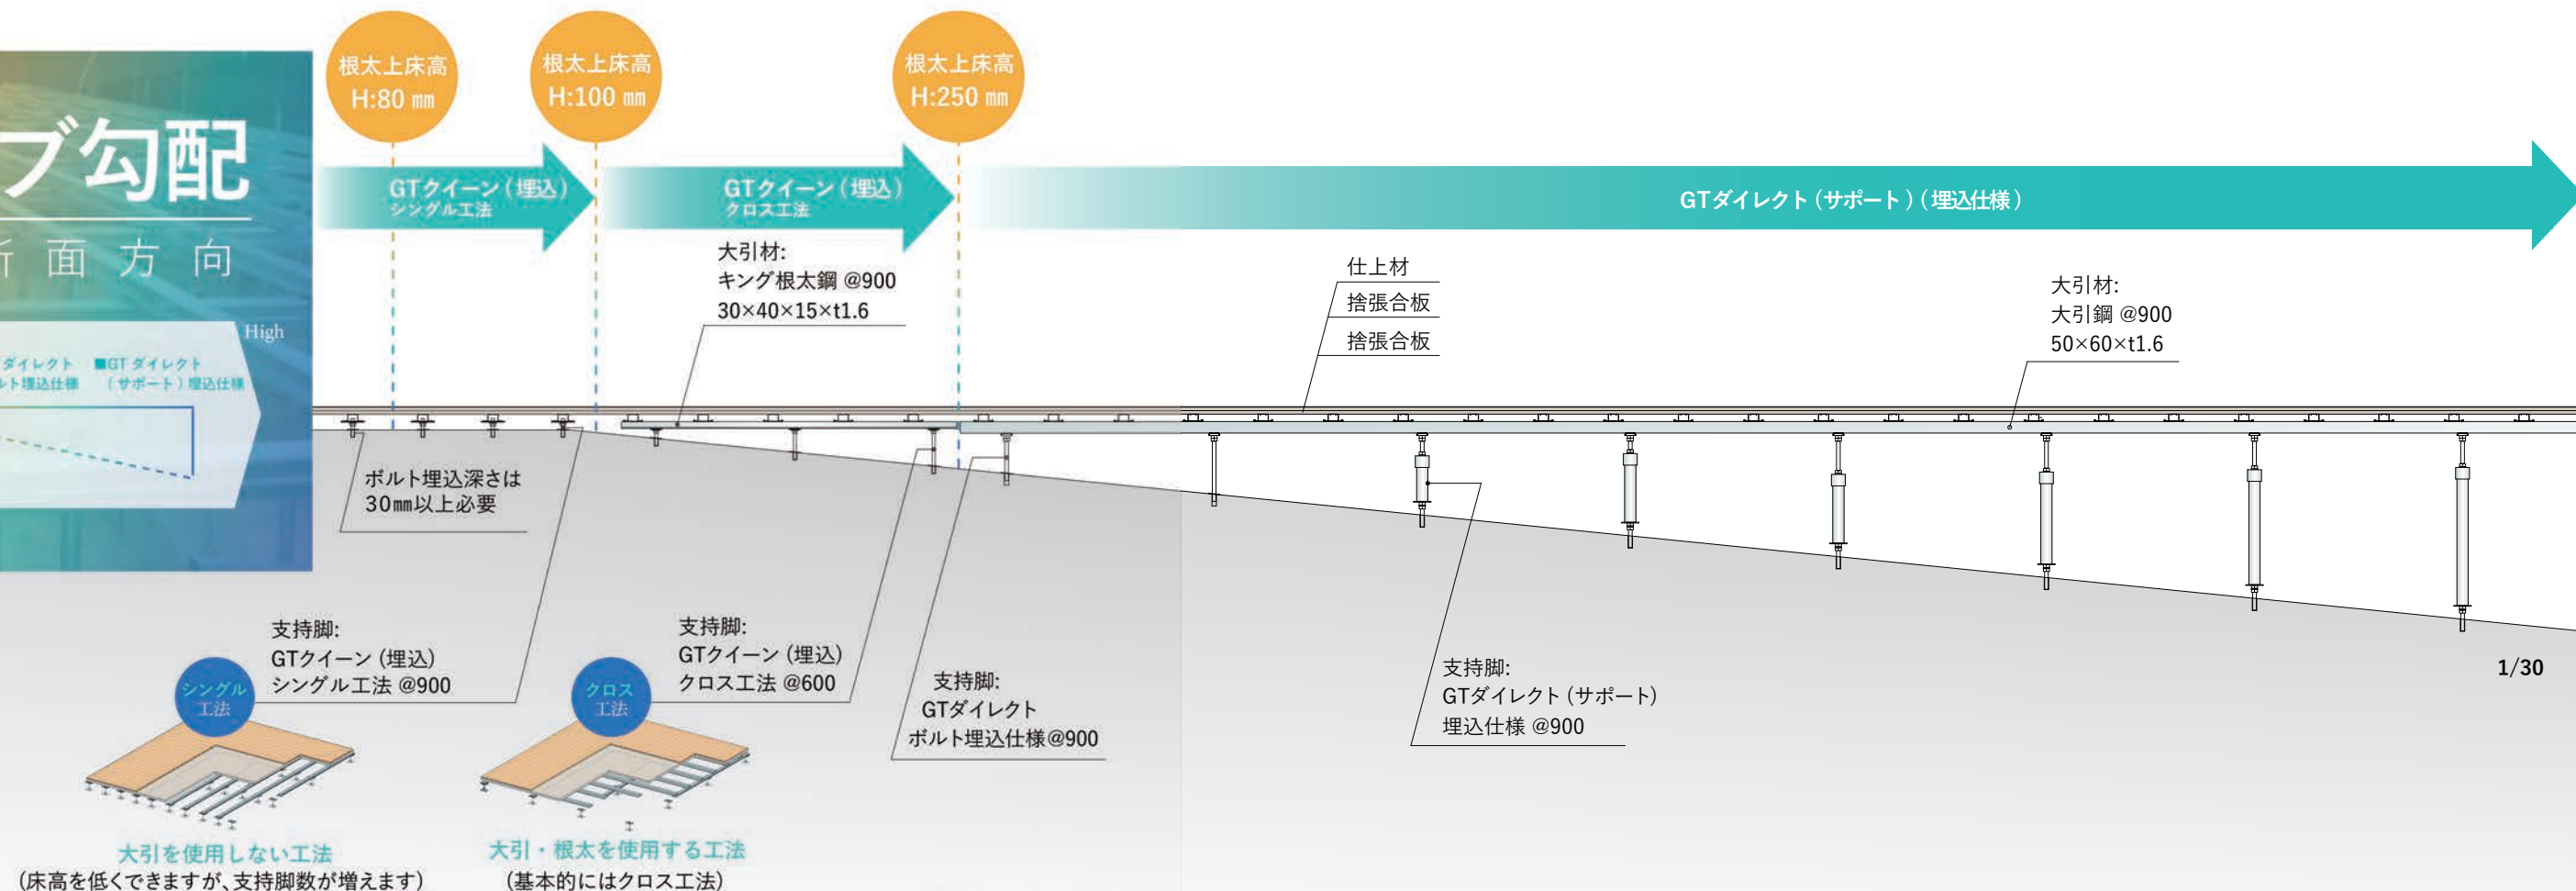 根太上床高
H:80 ㎜
根太上床高
H:100 ㎜
根太上床高
H:250 ㎜
ブ勾配
面方向
High
ダイレクト
ルト埋込仕様
■GT ダイレクト
(サポート) 埋込仕様
GTクイーン (埋込)
シングル工法
GTクイーン (埋込)
クロス工法
GTダイレクト (サポート) (埋込仕様)
大引材:
キング根太鋼 @900
30×40×15×t1.6
仕上材
捨張合板
捨張合板
大引材:
大引鋼 @900
50×60×t1.6
ボルト埋込深さは
30㎜以上必要
支持脚:
GTクイーン (埋込)
シングル工法 @900
支持脚:
GTクイーン (埋込)
クロス工法 @600
支持脚:
GTダイレクト
ボルト埋込仕様@900
支持脚:
GTダイレクト (サポート)
埋込仕様 @900
1/30
シングル
工法
クロス
工法
大引を使用しない工法
(床高を低くできますが、支持脚数が増えます)
大引・根太を使用する工法
(基本的にはクロス工法)